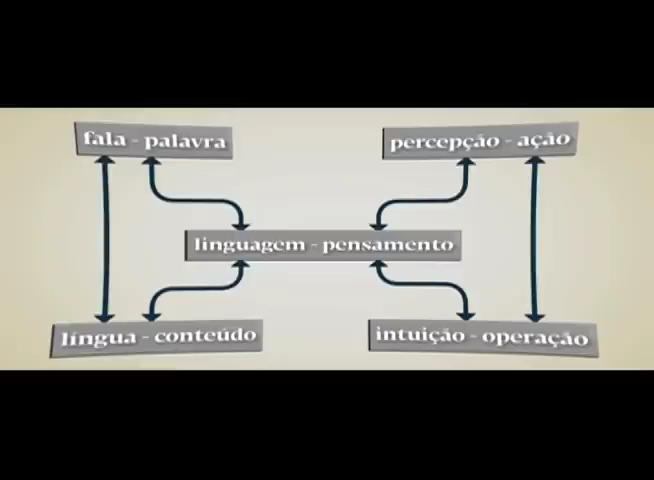 fala - palavra
percepção - ação
linguagem - pensamento
língua - conteúdo
intuição - operação